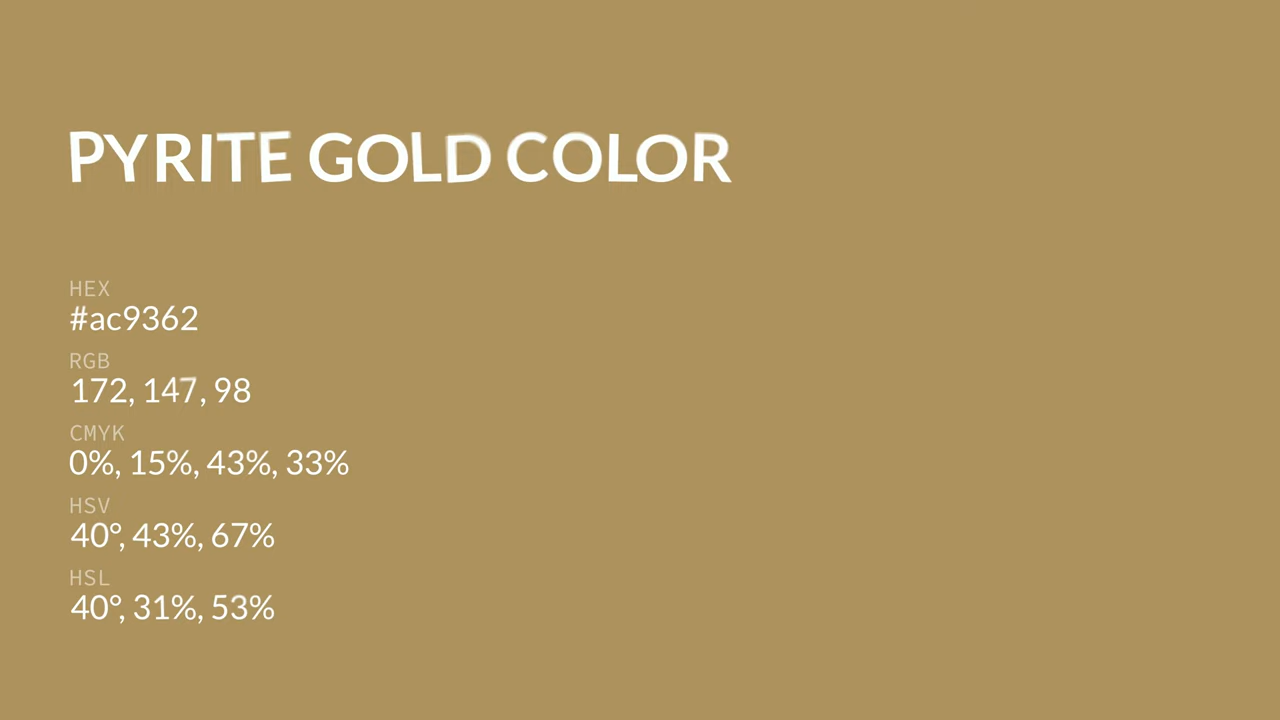 PYRITE GOLD COLOR
HEX
#ac9362
RGB
172, 147, 98
CMYK
0%, 15%, 43%, 33%
HSV
40°, 43%, 67%
HSL
40°, 31%, 53%